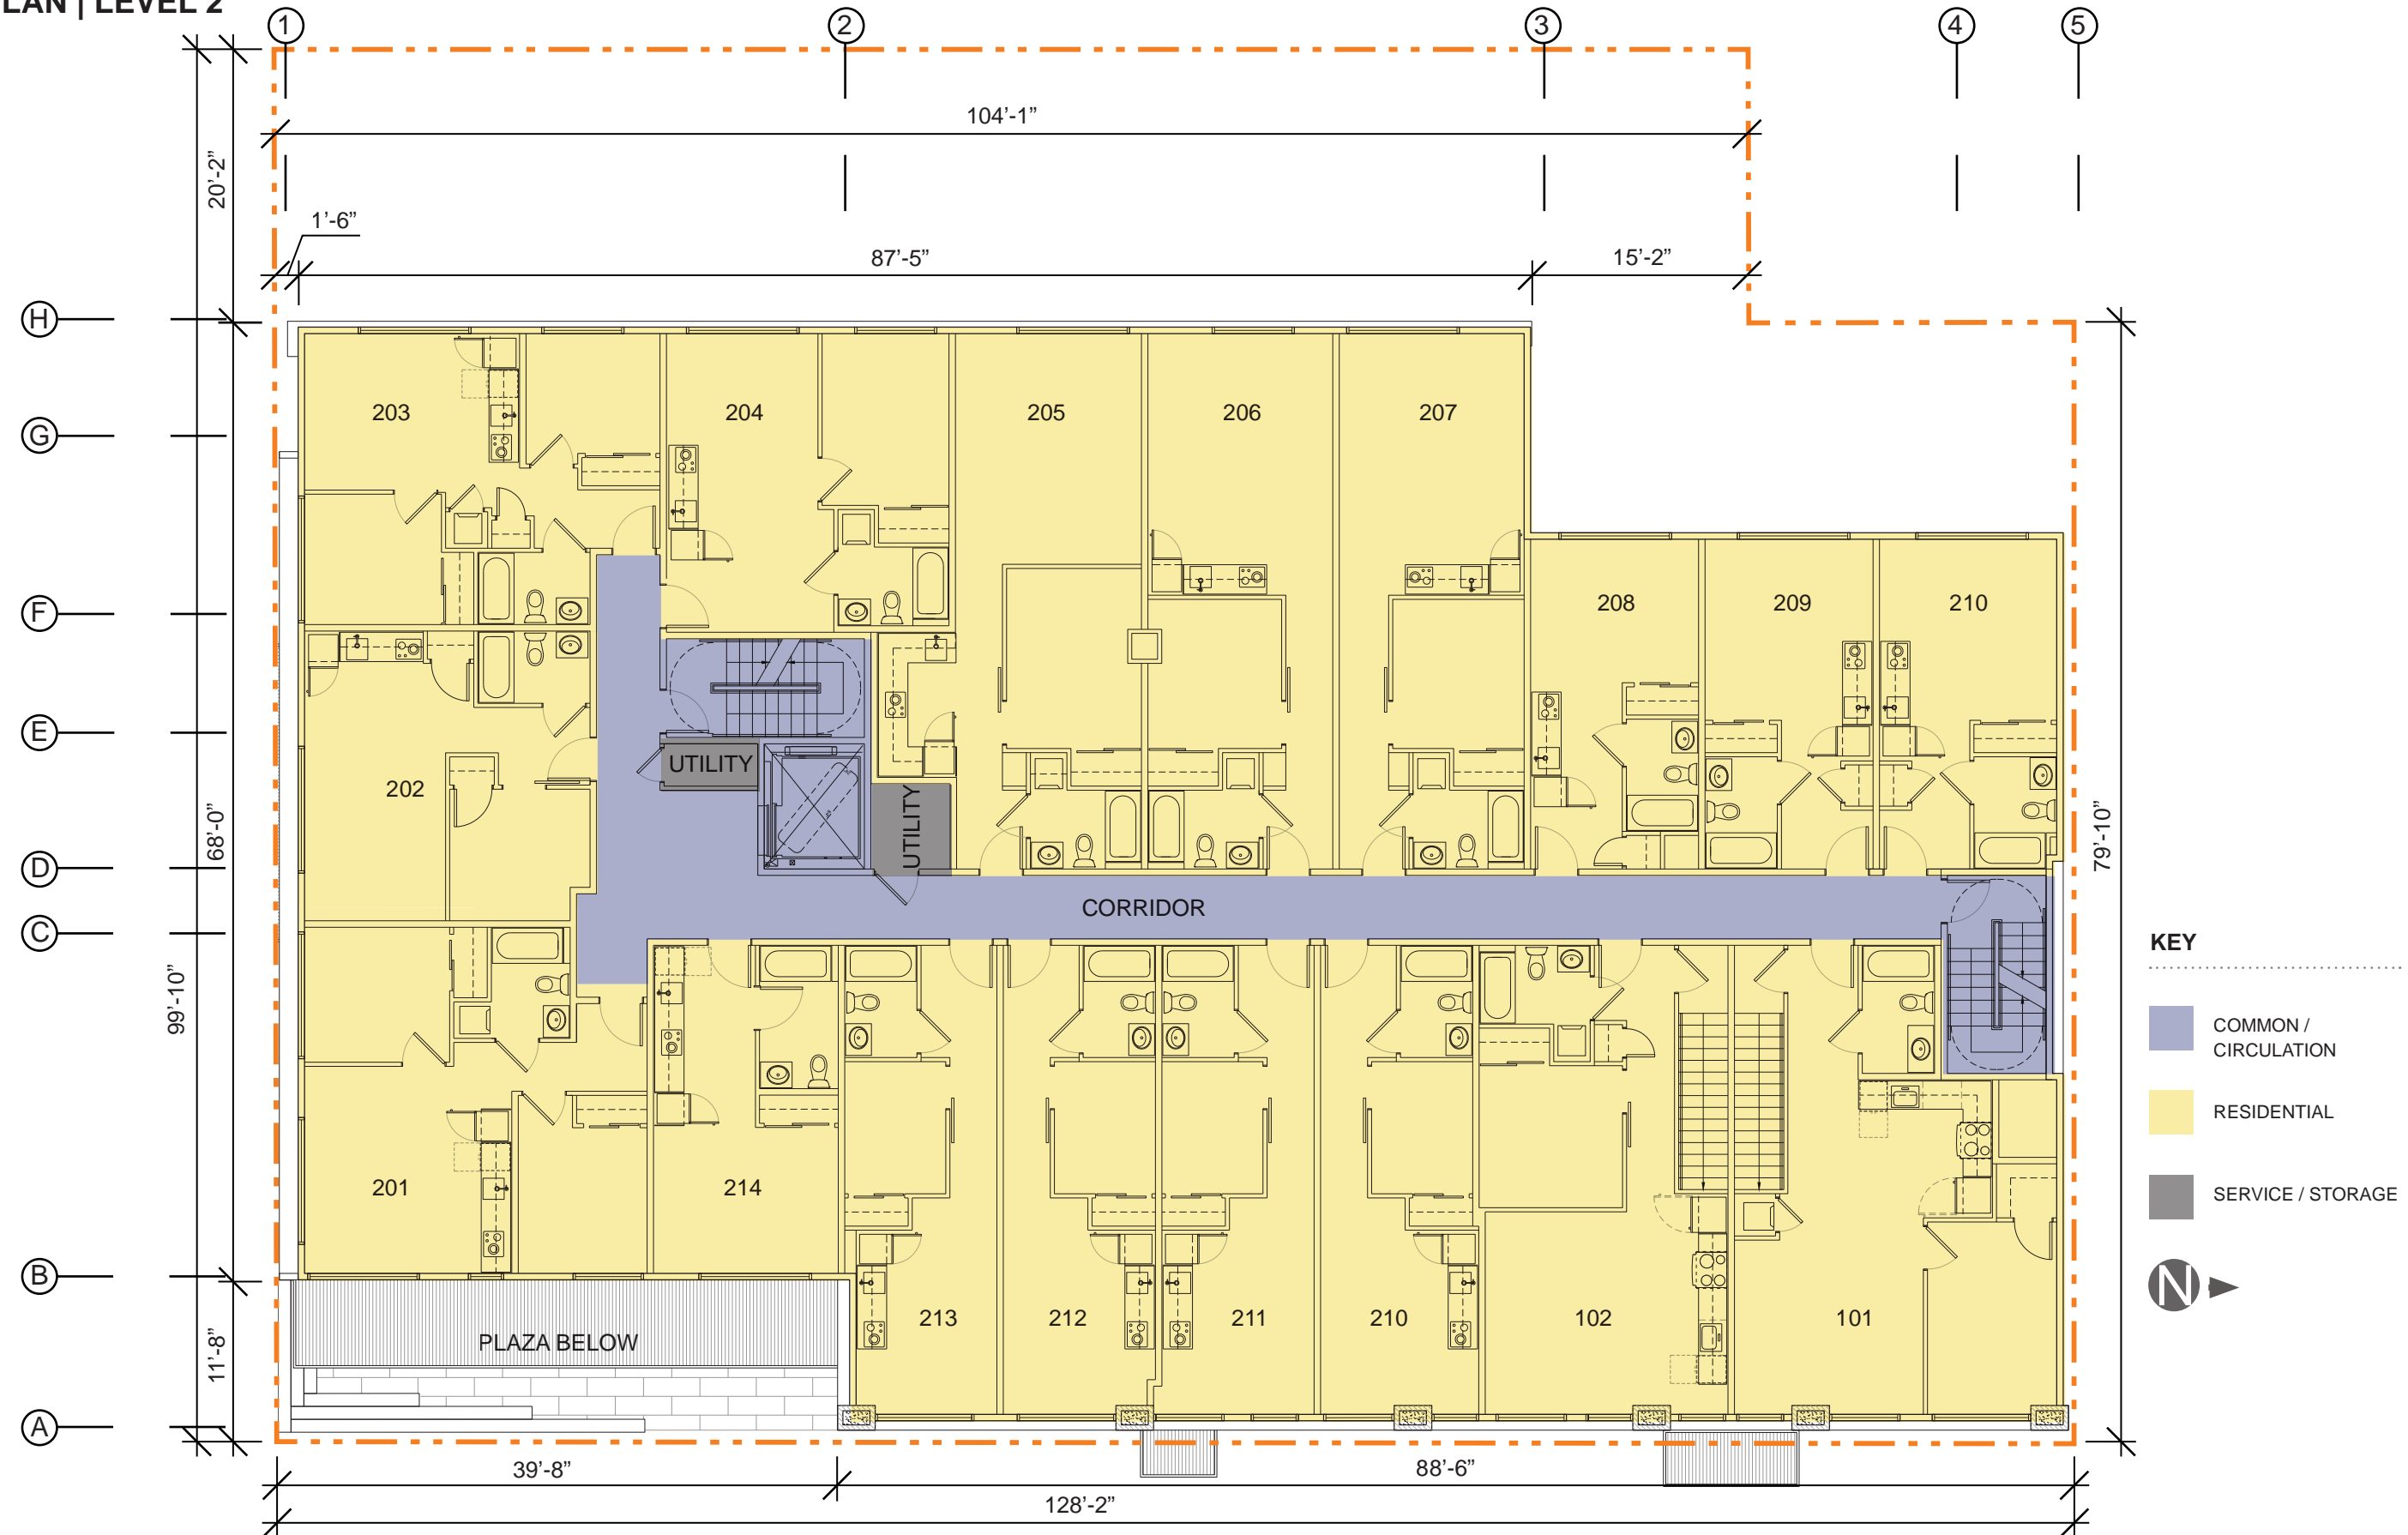 LAN | LEVEL 2
1
2
3
4
5
104’-1”
20’-2”
1’-6”
87’-5”
15’-2”
H
G
F
E
D
C
B
A
203
204
205
206
207
208
209
210
UTILITY
202
UTILITY
68’-0”
79’-10”
CORRIDOR
99’-10”
KEY
COMMON /
CIRCULATION
RESIDENTIAL
SERVICE / STORAGE
N
201
214
213
212
211
210
102
101
11’-8”
PLAZA BELOW
39’-8”
88’-6”
128’-2”